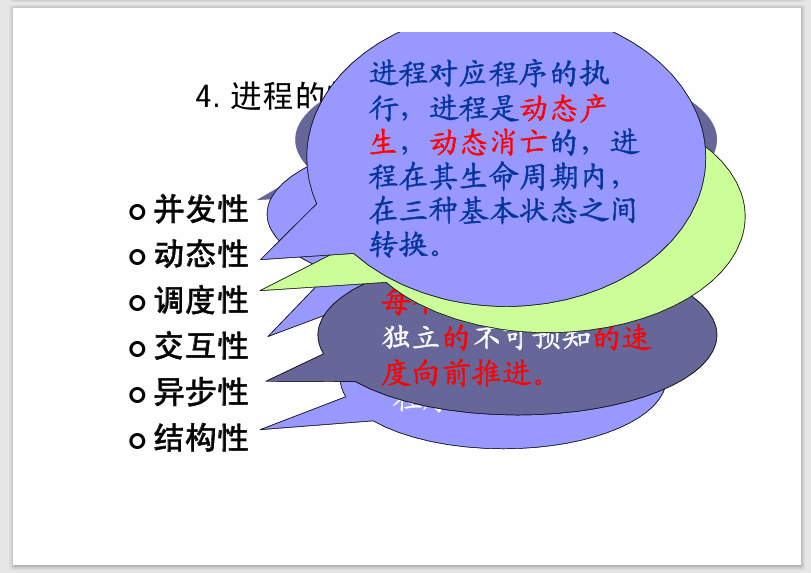 4.进程的
进程对应程序的执
行，进程是动态产
生，动态消亡的，进
程在其生命周期内，
在三种基本状态之间
转换。
并发性
动态性
调度性
交互性
异步性
结构性
每
独立的不可预知的速
度向前推进。